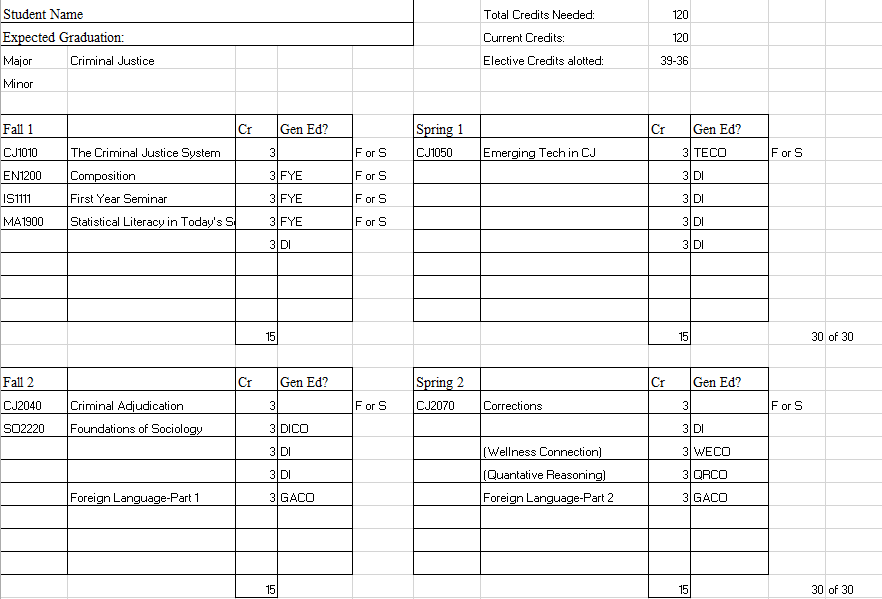 Student Name Total Credits Needed: 120
Expected Graduation: Current Credits: 120
Major Criminal Justice Elective Credits alotted: 39-36
Minor
Fall 1 Cr Gen Ed? Spring 1 Cr Gen Ed?
CJ1010 The Criminal Justice System 3 F or S CJ1050 Emerging Tech in CJ 3 TECO F or S
EN1200 Composition 3 FYE F or S 3 DI
IS1111 First Year Seminar 3 FYE F or S 3 DI
MA1900 Statistical Literacy in Today's S 3 FYE F or S 3 DI
3 DI 3 DI
15 15 30 of 30
Fall 2 Cr Gen Ed? Spring 2 Cr Gen Ed?
CJ2040 Criminal Adjudication 3 F or S CJ2070 Corrections 3 F or S
SO2220 Foundations of Sociology 3 DICO 3 DI
3 DI (Wellness Connection) 3 WECO
3 DI (Quantative Reasoning) 3 QRCO
Foreign Language-Part 1 3 GACO Foreign Language-Part 2 3 GACO
15 15 30 of 30